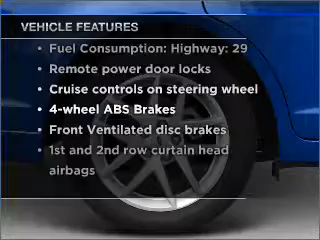 VEHICLE FEATURES
• Fuel Consumption: Highway: 29
• Remote power door locks
• Cruise controls on steering wheel
• 4-wheel ABS Brakes
• Front Ventilated disc brakes
• 1st and 2nd row curtain head
airbags